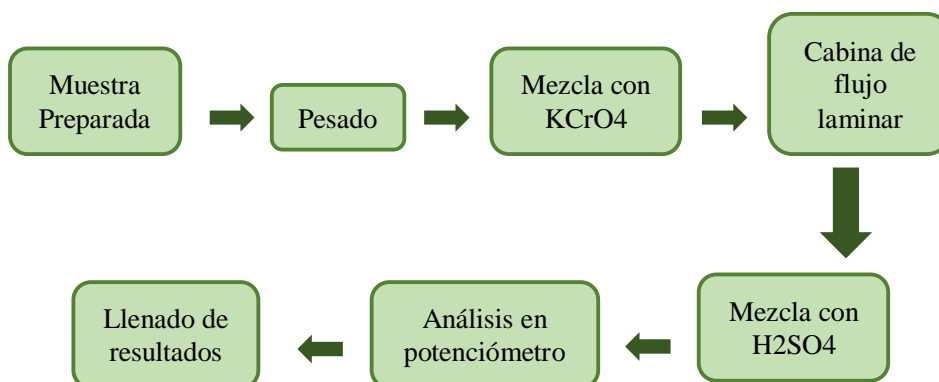 Muestra
Preparada
Pesado
Mezcla con
KCrO4
Cabina de
flujo
laminar
Mezcla con
H2SO4
Análisis en
potenciómetro
Llenado de
resultados